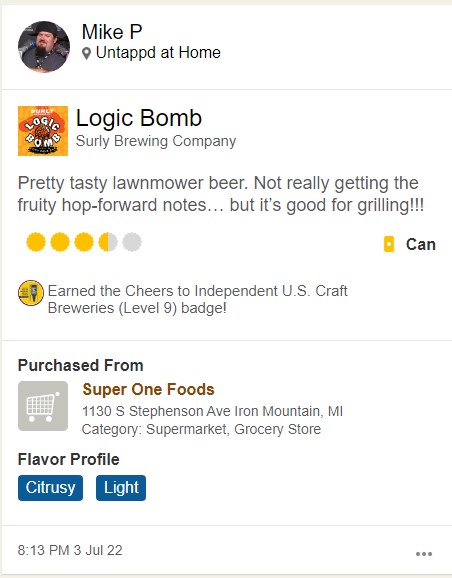 Mike P
Untappd at Home
SURLY
LOGIC
BOMB
Logic Bomb
Surly Brewing Company
Pretty tasty lawnmower beer. Not really getting the
fruity hop-forward notes… but it’s good for grilling!!!
Can
Earned the Cheers to Independent U.S. Craft
Breweries (Level 9) badge!
Purchased From
Super One Foods
1130 S Stephenson Ave Iron Mountain, MI
Category: Supermarket, Grocery Store
Flavor Profile
Citrusy Light
8:13 PM 3 Jul 22